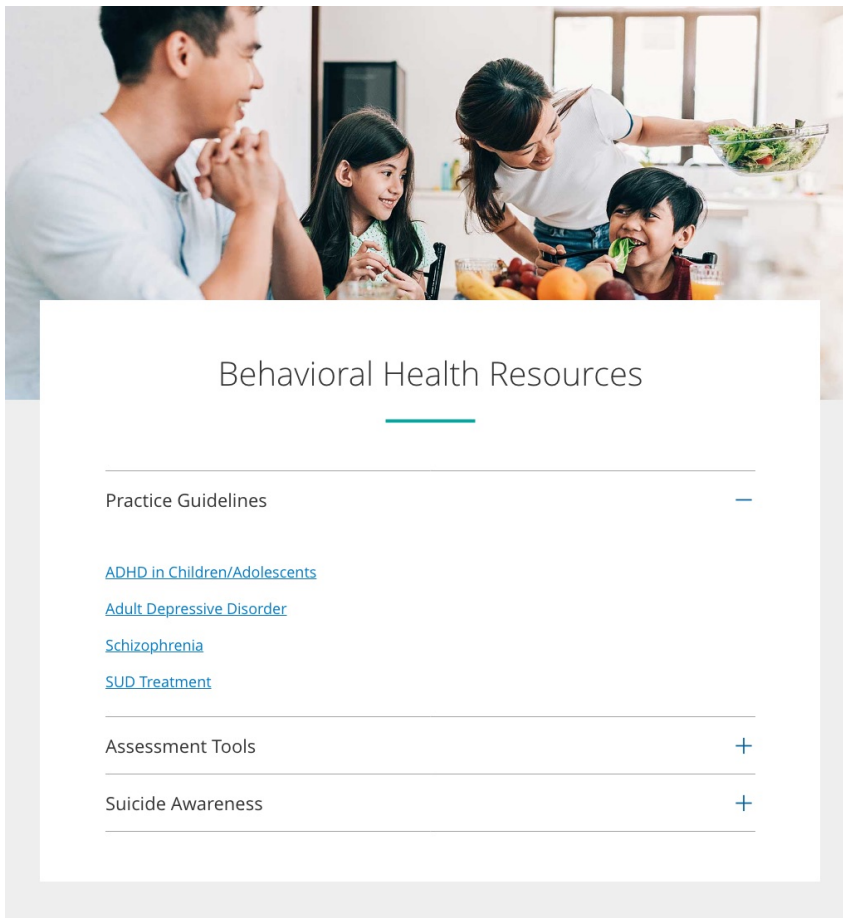 Behavioral Health Resources
Practice Guidelines
ADHD in Children/Adolescents
Adult Depressive Disorder
Schizophrenia
SUD Treatment
Assessment Tools
Suicide Awareness